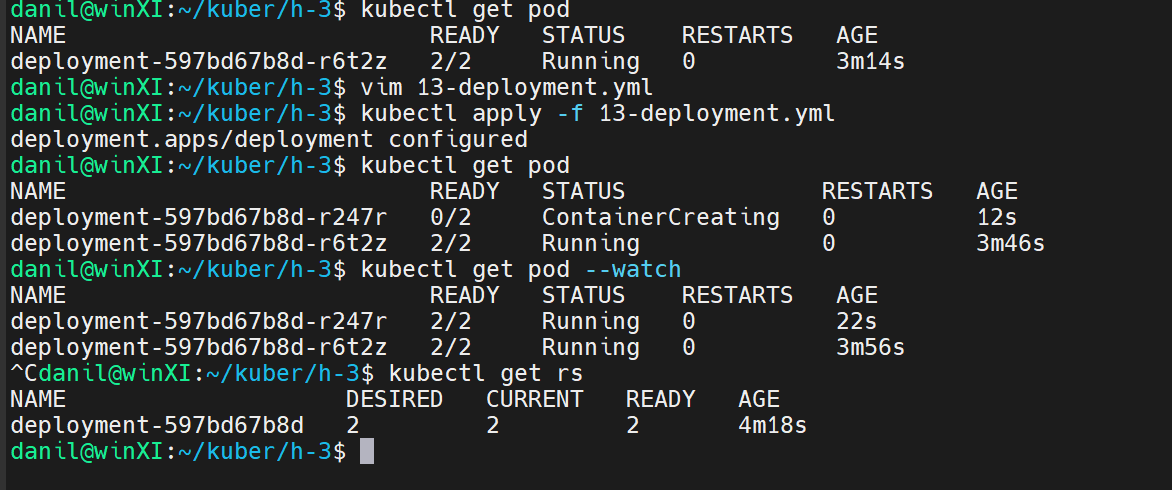 danil@winXI:~/kuber/h-3$ kubectl get pod
NAME READY STATUS RESTARTS AGE
deployment-597bd67b8d-r6t2z 2/2 Running 0 3m14s
danil@winXI:~/kuber/h-3$ vim 13-deployment.yml
danil@winXI:~/kuber/h-3$ kubectl apply -f 13-deployment.yml
deployment.apps/deployment configured
danil@winXI:~/kuber/h-3$ kubectl get pod
NAME READY STATUS RESTARTS AGE
deployment-597bd67b8d-r247r 0/2 ContainerCreating 0 12s
deployment-597bd67b8d-r6t2z 2/2 Running 0 3m46s
danil@winXI:~/kuber/h-3$ kubectl get pod --watch
NAME READY STATUS RESTARTS AGE
deployment-597bd67b8d-r247r 2/2 Running 0 22s
deployment-597bd67b8d-r6t2z 2/2 Running 0 3m56s
^Cdanil@winXI:~/kuber/h-3$ kubectl get rs
NAME DESIRED CURRENT READY AGE
deployment-597bd67b8d 2 2 2 4m18s
danil@winXI:~/kuber/h-3$